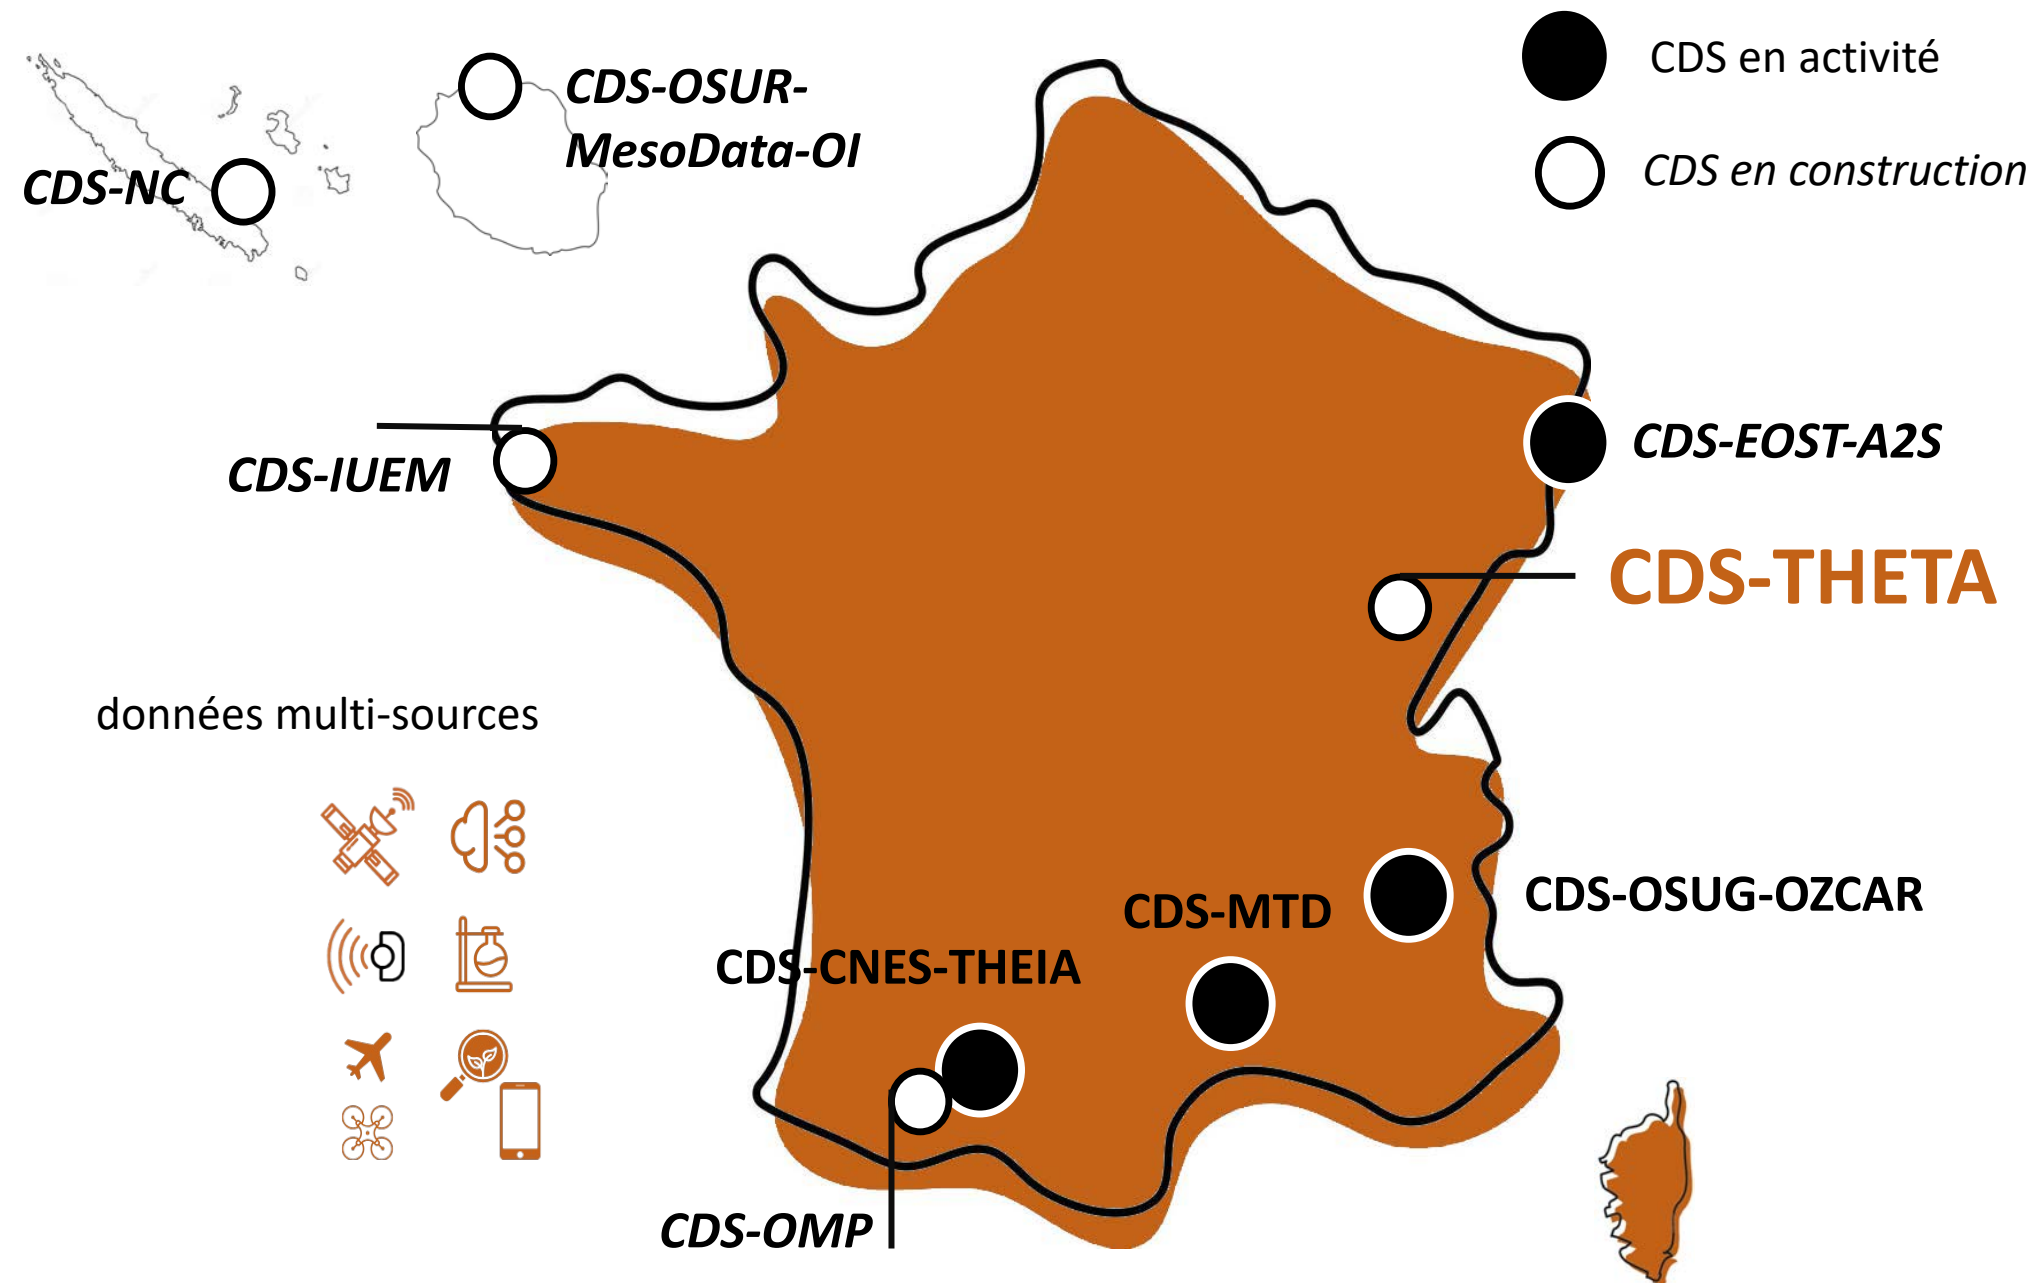 CDS en activité
CDS-OSUR-
MesoData-OI
CDS en construction
CDS-NC
CDS-EOST-A2S
CDS-IUEM
CDS-THETA
données multi-sources
CDS-OSUG-OZCAR
CDS-MTD
CDS-CNES-THEIA
CDS-OMP